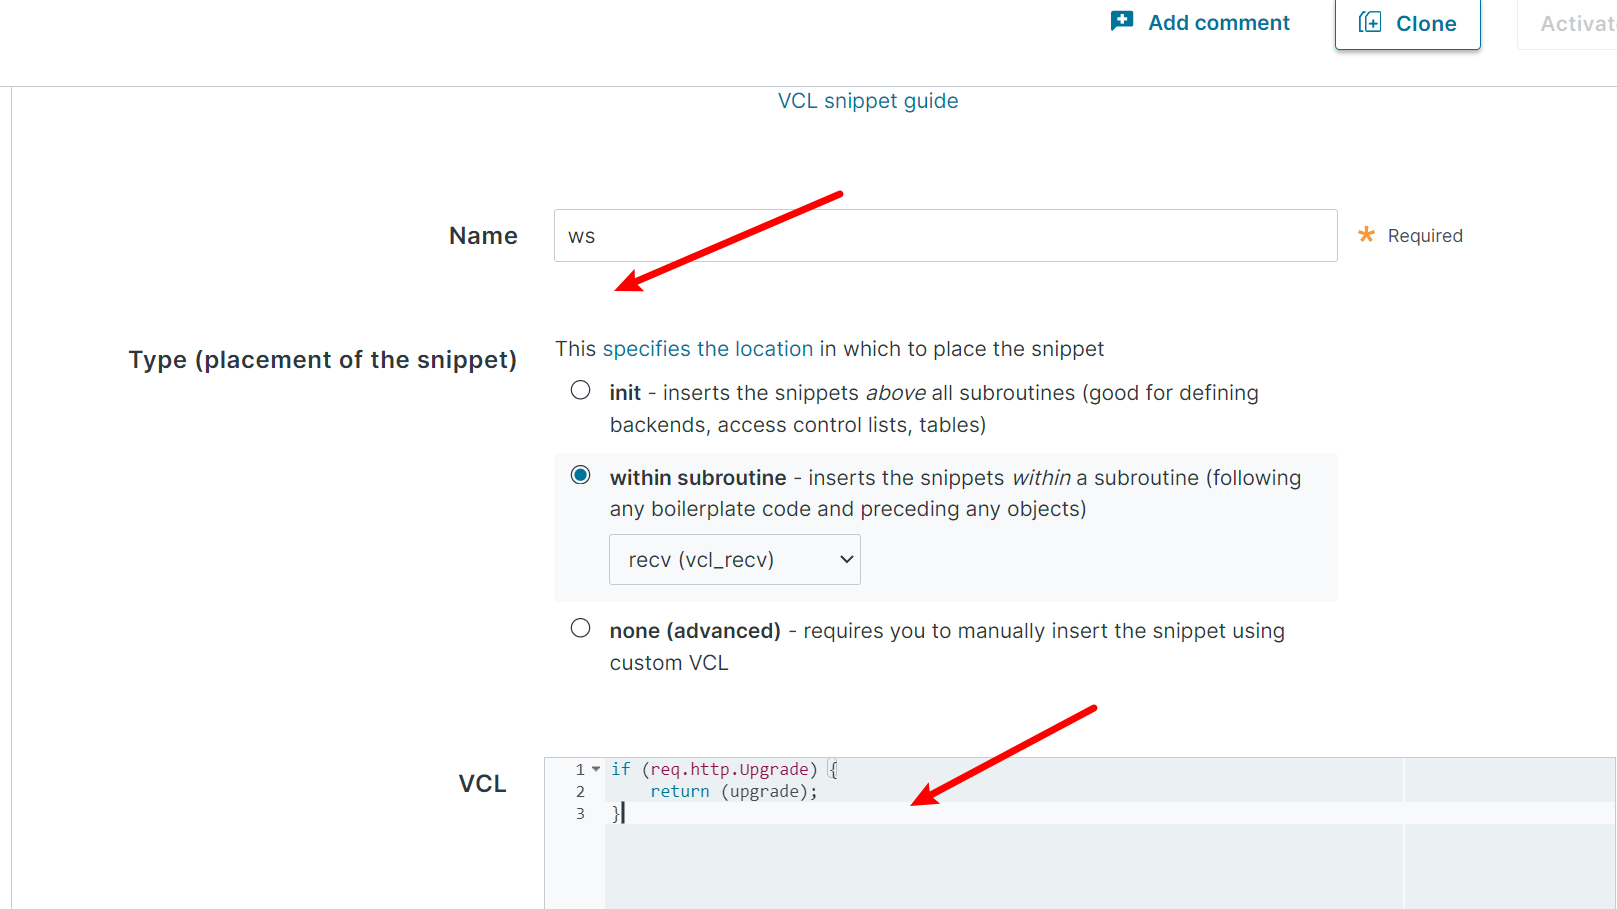 Add comment
Clone
Activat
VCL snippet guide
Name
ws
Required
Type (placement of the snippet)
This specifies the location in which to place the snippet
init - inserts the snippets above all subroutines (good for defining
backends, access control lists, tables)
within subroutine - inserts the snippets within a subroutine (following
any boilerplate code and preceding any objects)
recv (vcl_recv)
none (advanced) - requires you to manually insert the snippet using
custom VCL
VCL
1 if (req.http.Upgrade) {
2 return (upgrade);
3 }